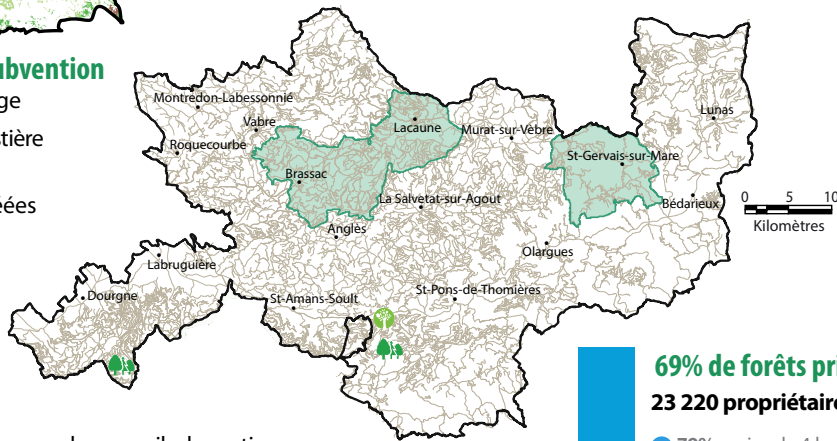 ubvention
ge
tière
éées
Montredon-Labessonnié
Vabre
Roquecourbe
Lacaune
Murat-sur-Vèbre
Lunas
St-Gervais-sur-Mare
Brassac
La Salvetat-sur-Agout
Bédarieux
0 5 10
Kilomètres
Anglès
Olargues
Labruguière
Dourgne
St-Amans-Soult
St-Pons-de-Thomières
69% de forêts pri
23 220 propriétaire